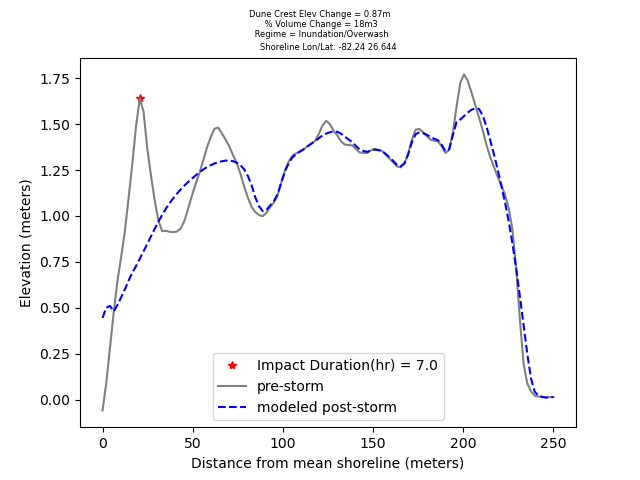 Dune Crest Elev Change = 0.87m
% Volume Change = 18m3
Regime = Inundation/Overwash
Shoreline Lon/Lat: -82.24 26.644
1.75
1.50
1.25
1.00
0.75
0.50
0.25
0.00
Elevation (meters)
Impact Duration(hr) = 7.0
pre-storm
modeled post-storm
0 50 100 150 200 250
Distance from mean shoreline (meters)